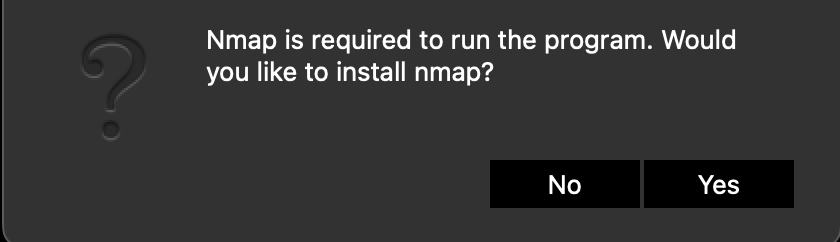 Nmap is required to run the program. Would
you like to install nmap?
No
Yes